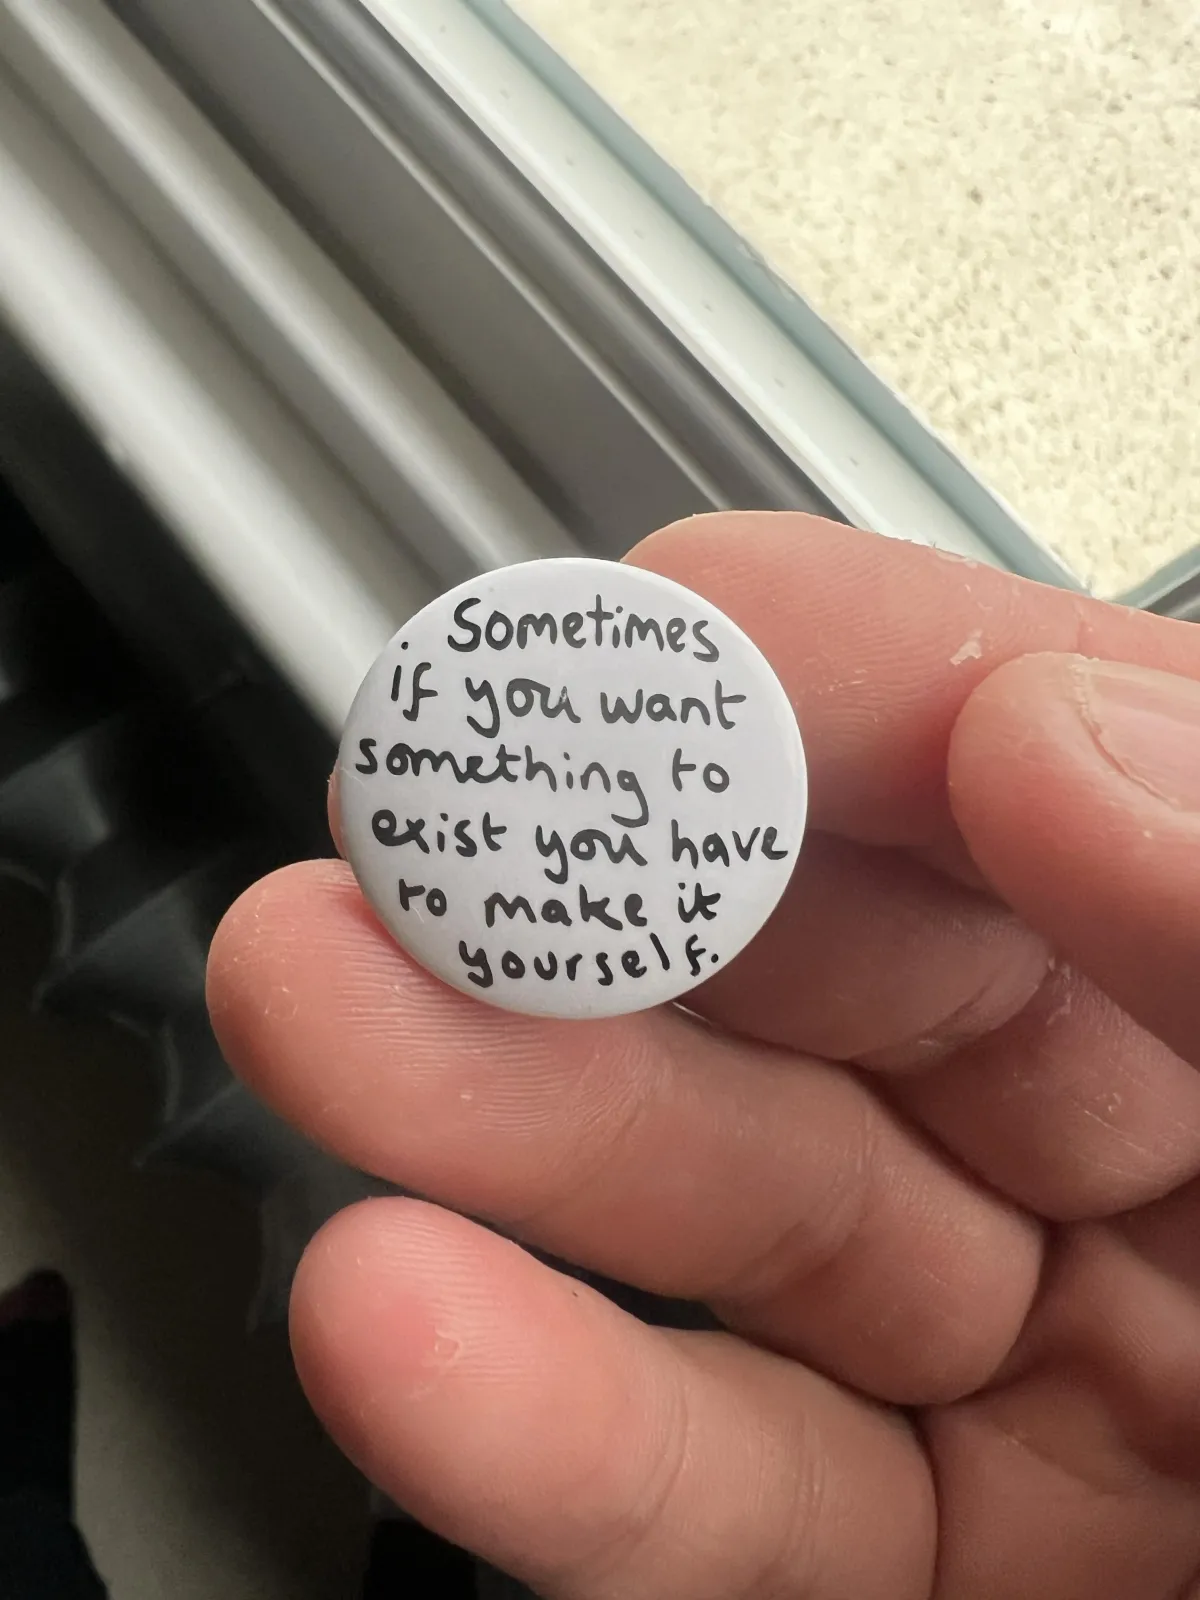 Sometimes
if you want
something to
exist you have
to make it
yourself.